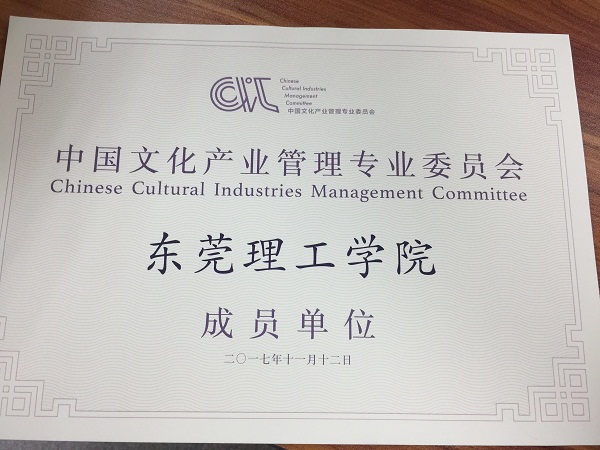 Chinese
Cultural Industries
Management
Committee
中国文化产业管理专业委员会
中国文化产业管理专业委员会
Chinese Cultural Industries Management Committee
东莞理工学院
成员单位
二〇一七年十一月十二日